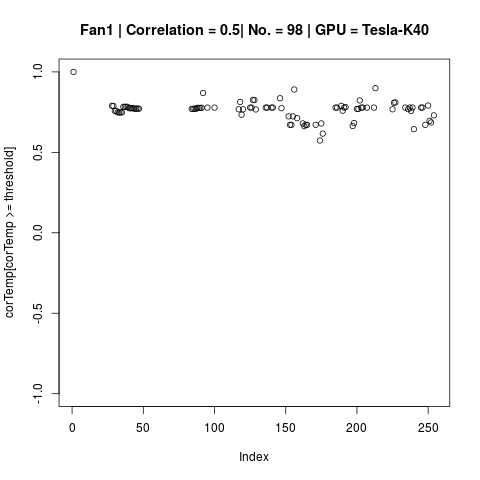 Fan1 | Correlation = 0.5| No. = 98 | GPU = Tesla-K40
corTemp[corTemp >= threshold]
1.0
0.5
0.0
-0.5
-1.0
0 50 100 150 200 250
Index